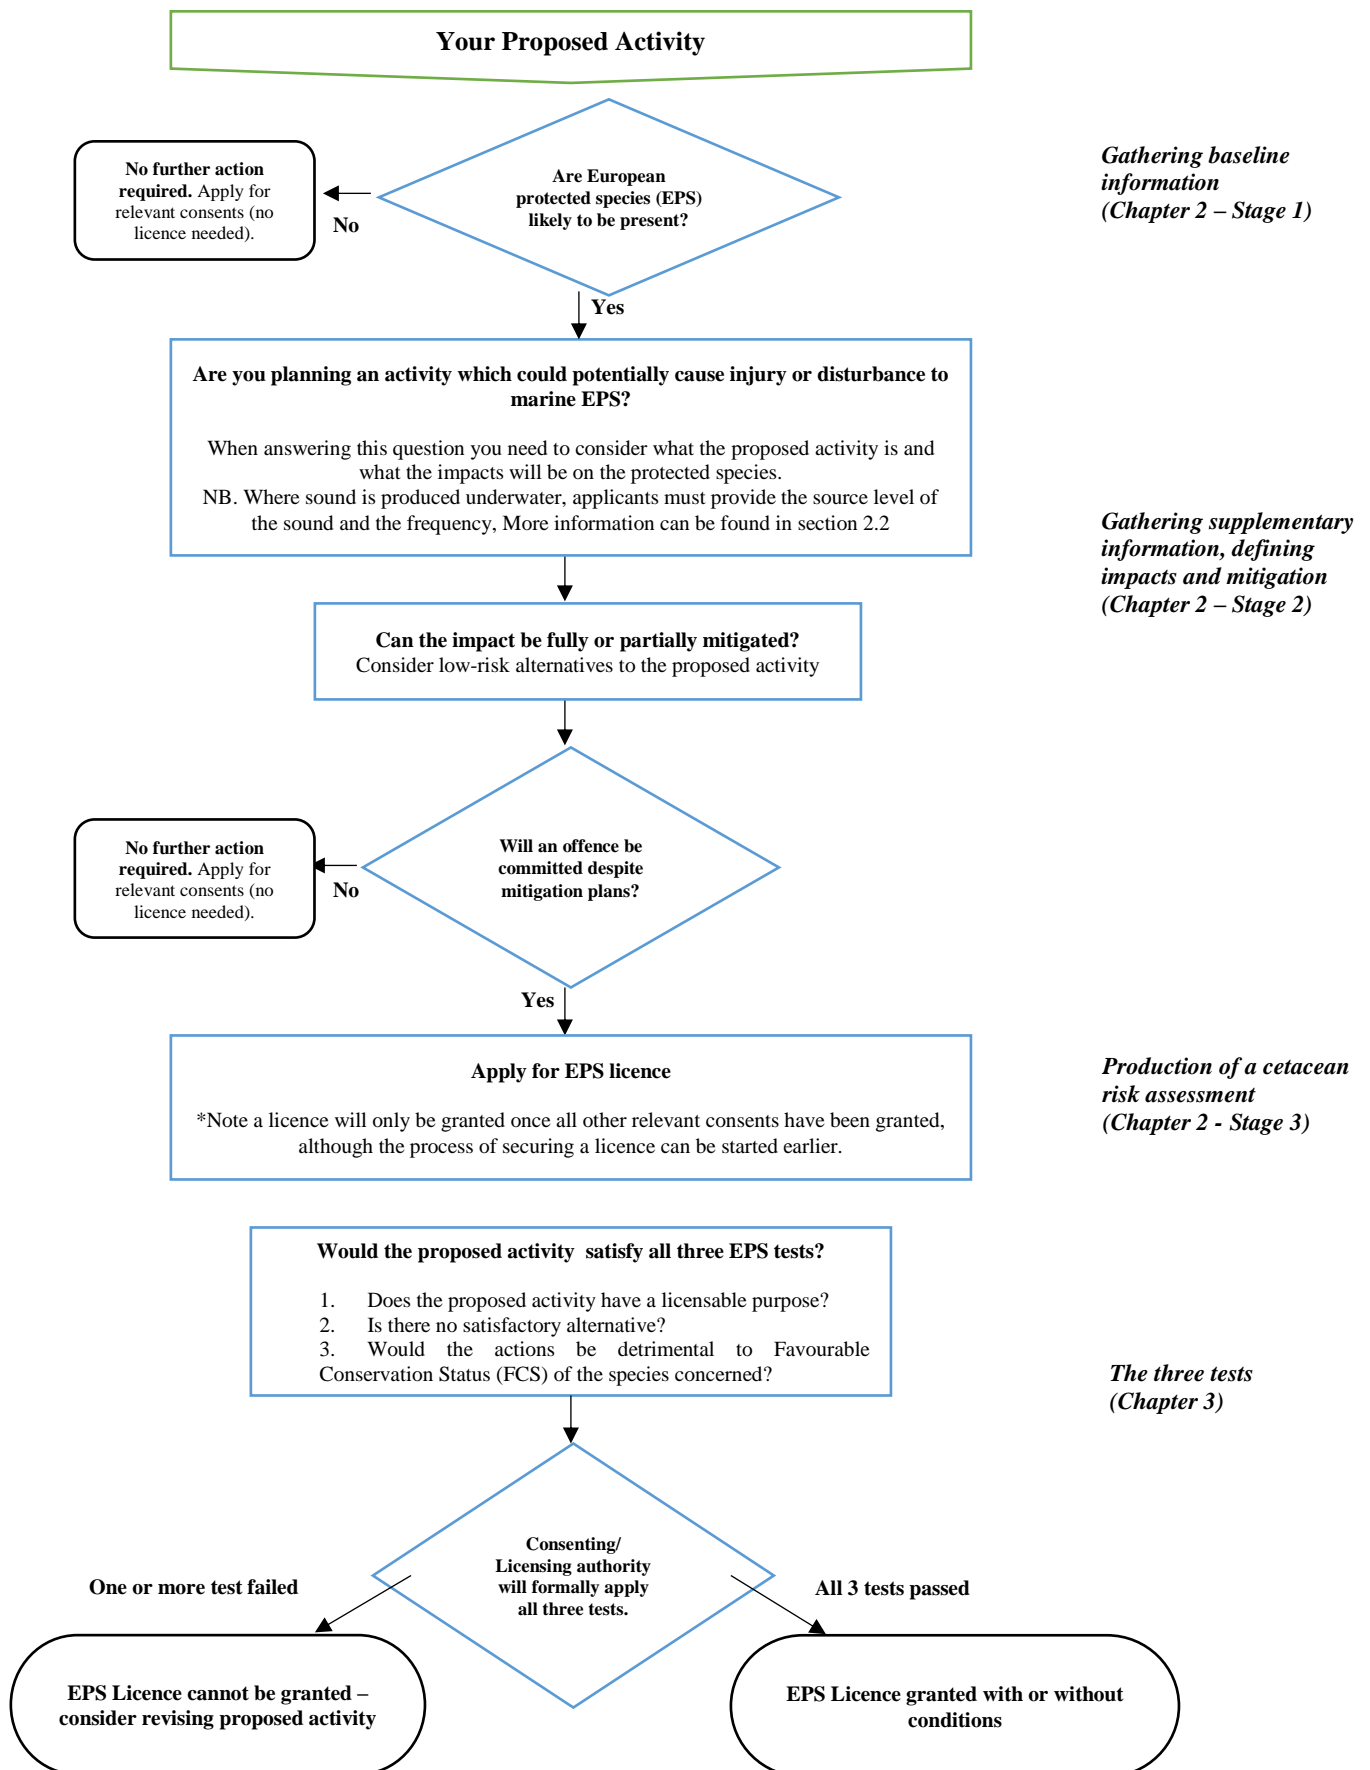 Your Proposed Activity
No further action
required. Apply for
relevant consents (no
licence needed).
No
Are European
protected species (EPS)
likely to be present?
Gathering baseline
information
(Chapter 2 – Stage 1)
Yes
Are you planning an activity which could potentially cause injury or disturbance to
marine EPS?
When answering this question you need to consider what the proposed activity is and
what the impacts will be on the protected species.
NB. Where sound is produced underwater, applicants must provide the source level of
the sound and the frequency, More information can be found in section 2.2
Gathering supplementary
information, defining
impacts and mitigation
(Chapter 2 – Stage 2)
Can the impact be fully or partially mitigated?
Consider low-risk alternatives to the proposed activity
No further action
required. Apply for
relevant consents (no
licence needed).
No
Will an offence be
committed despite
mitigation plans?
Yes
Apply for EPS licence
*Note a licence will only be granted once all other relevant consents have been granted,
although the process of securing a licence can be started earlier.
Production of a cetacean
risk assessment
(Chapter 2 - Stage 3)
Would the proposed activity  satisfy all three EPS tests?
1. Does the proposed activity have a licensable purpose?
2. Is there no satisfactory alternative?
3. Would the actions be detrimental to Favourable
Conservation Status (FCS) of the species concerned?
The three tests
(Chapter 3)
Consenting/
Licensing authority
will formally apply
all three tests.
One or more test failed
All 3 tests passed
EPS Licence cannot be granted –
consider revising proposed activity
EPS Licence granted with or without
conditions